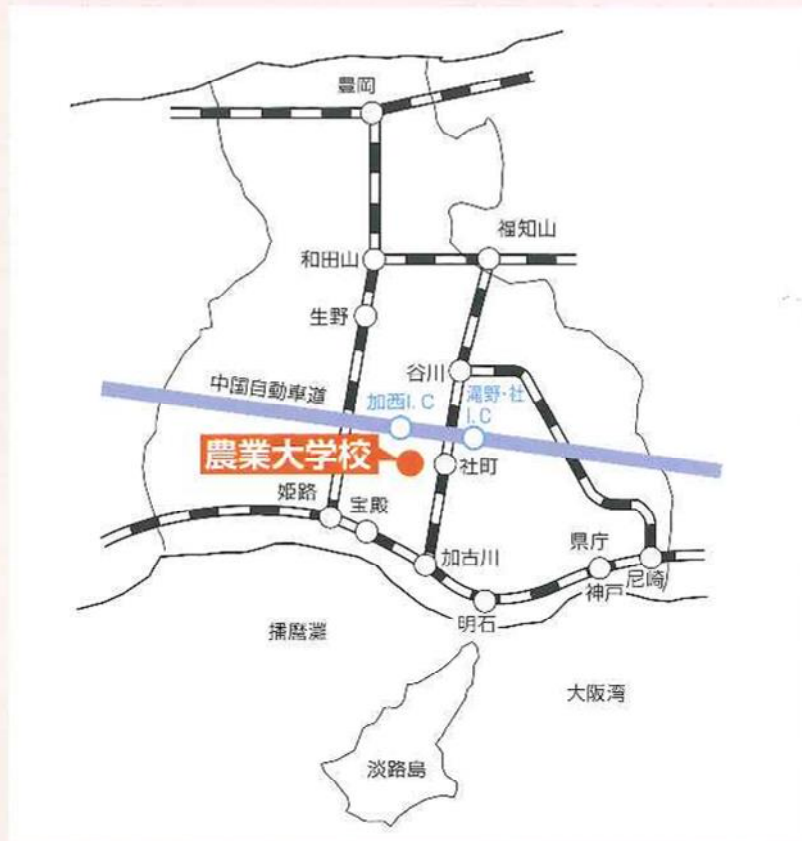 豊岡
福知山
和田山
生野
谷川
中国自動車道
加西I.C
滝野・社
I.C
農業大学校
社町
姫路
宝殿
加古川
県庁
神戸
尼崎
明石
播磨灘
大阪湾
淡路島